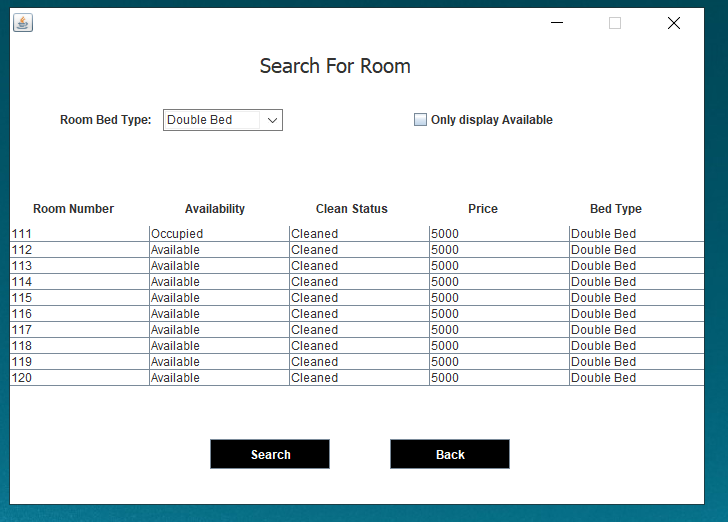 Search For Room
Room Bed Type: Double Bed Only display Available
Room Number Availability Clean Status Price Bed Type
111 Occupied Cleaned 5000 Double Bed
112 Available Cleaned 5000 Double Bed
113 Available Cleaned 5000 Double Bed
114 Available Cleaned 5000 Double Bed
115 Available Cleaned 5000 Double Bed
116 Available Cleaned 5000 Double Bed
117 Available Cleaned 5000 Double Bed
118 Available Cleaned 5000 Double Bed
119 Available Cleaned 5000 Double Bed
120 Available Cleaned 5000 Double Bed
Search Back